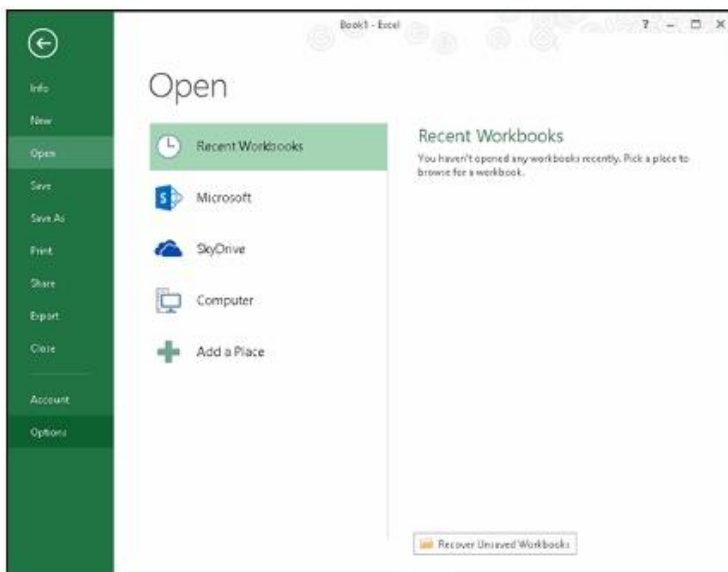 Book1 - Excel
?
Info
New
Open
Save
Save As
Print
Share
Export
Close
Account
Options
Open
Recent Workbooks
Microsoft
SkyDrive
Computer
Add a Place
Recent Workbooks
You haven't opened any workbooks recently. Pick a place to
browse for a workbook.
Recover Unsaved Workbooks